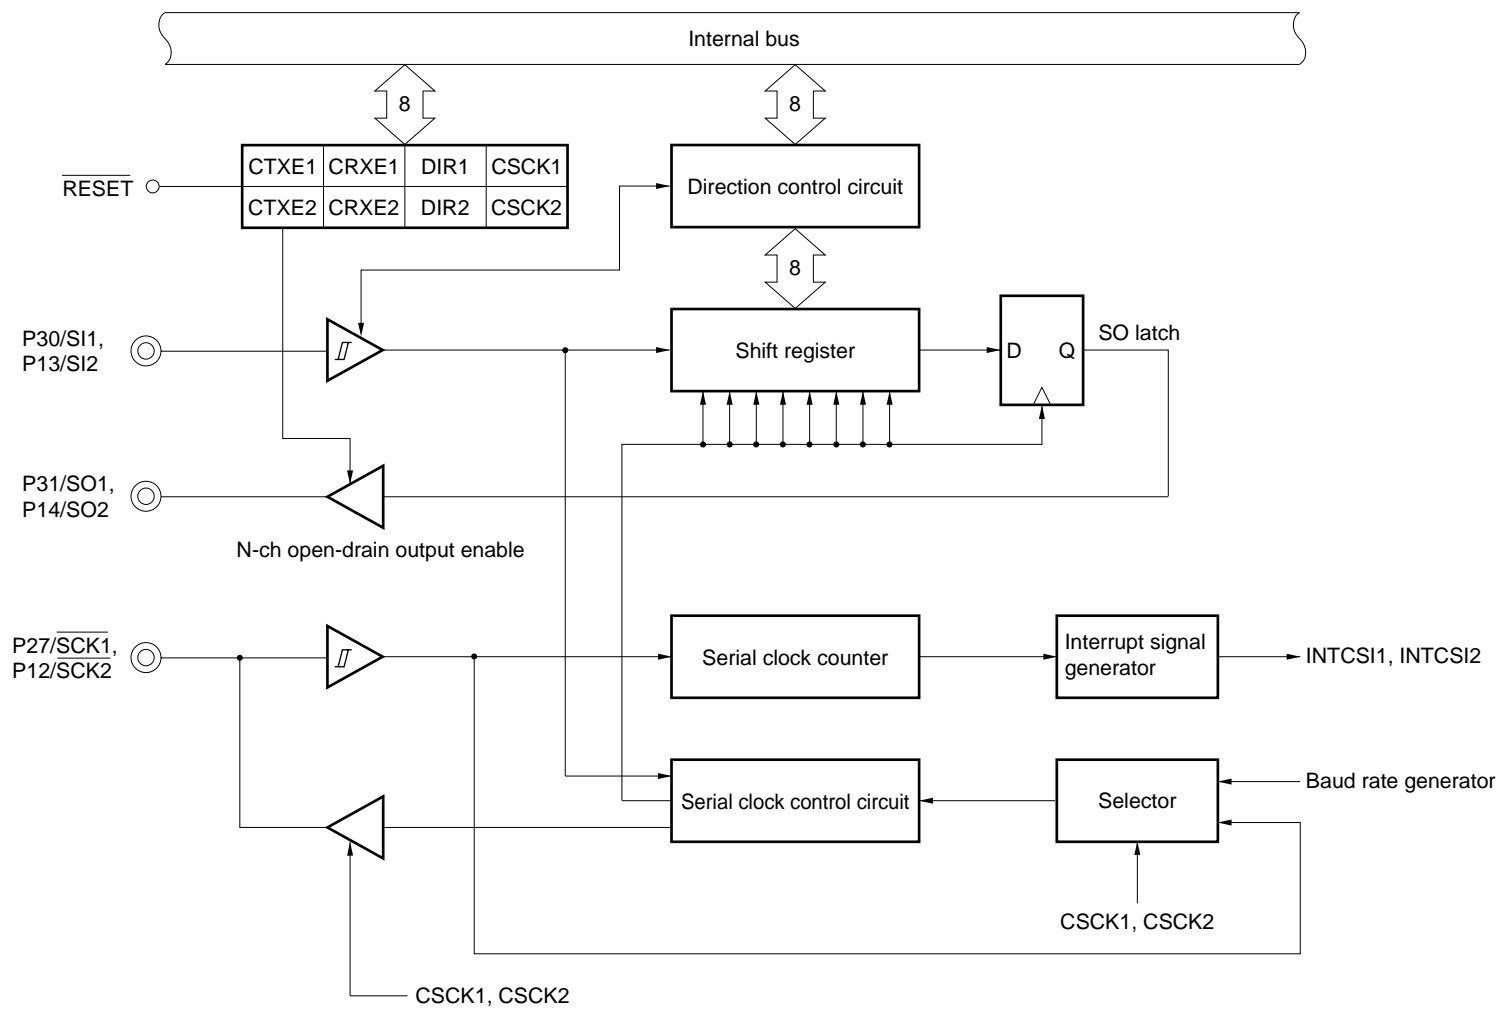 Internal bus
8
8
CTXE1 CRXE1 DIR1 CSCK1
RESET
Direction control circuit
CTXE2 CRXE2 DIR2 CSCK2
8
P30/SI1,
P13/SI2
Shift register
D Q
SO latch
P31/SO1,
P14/SO2
N-ch open-drain output enable
P27/SCK1,
P12/SCK2
Serial clock counter
Interrupt signal
generator
INTCSI1, INTCSI2
Serial clock control circuit
Selector
Baud rate generator
CSCK1, CSCK2
CSCK1, CSCK2